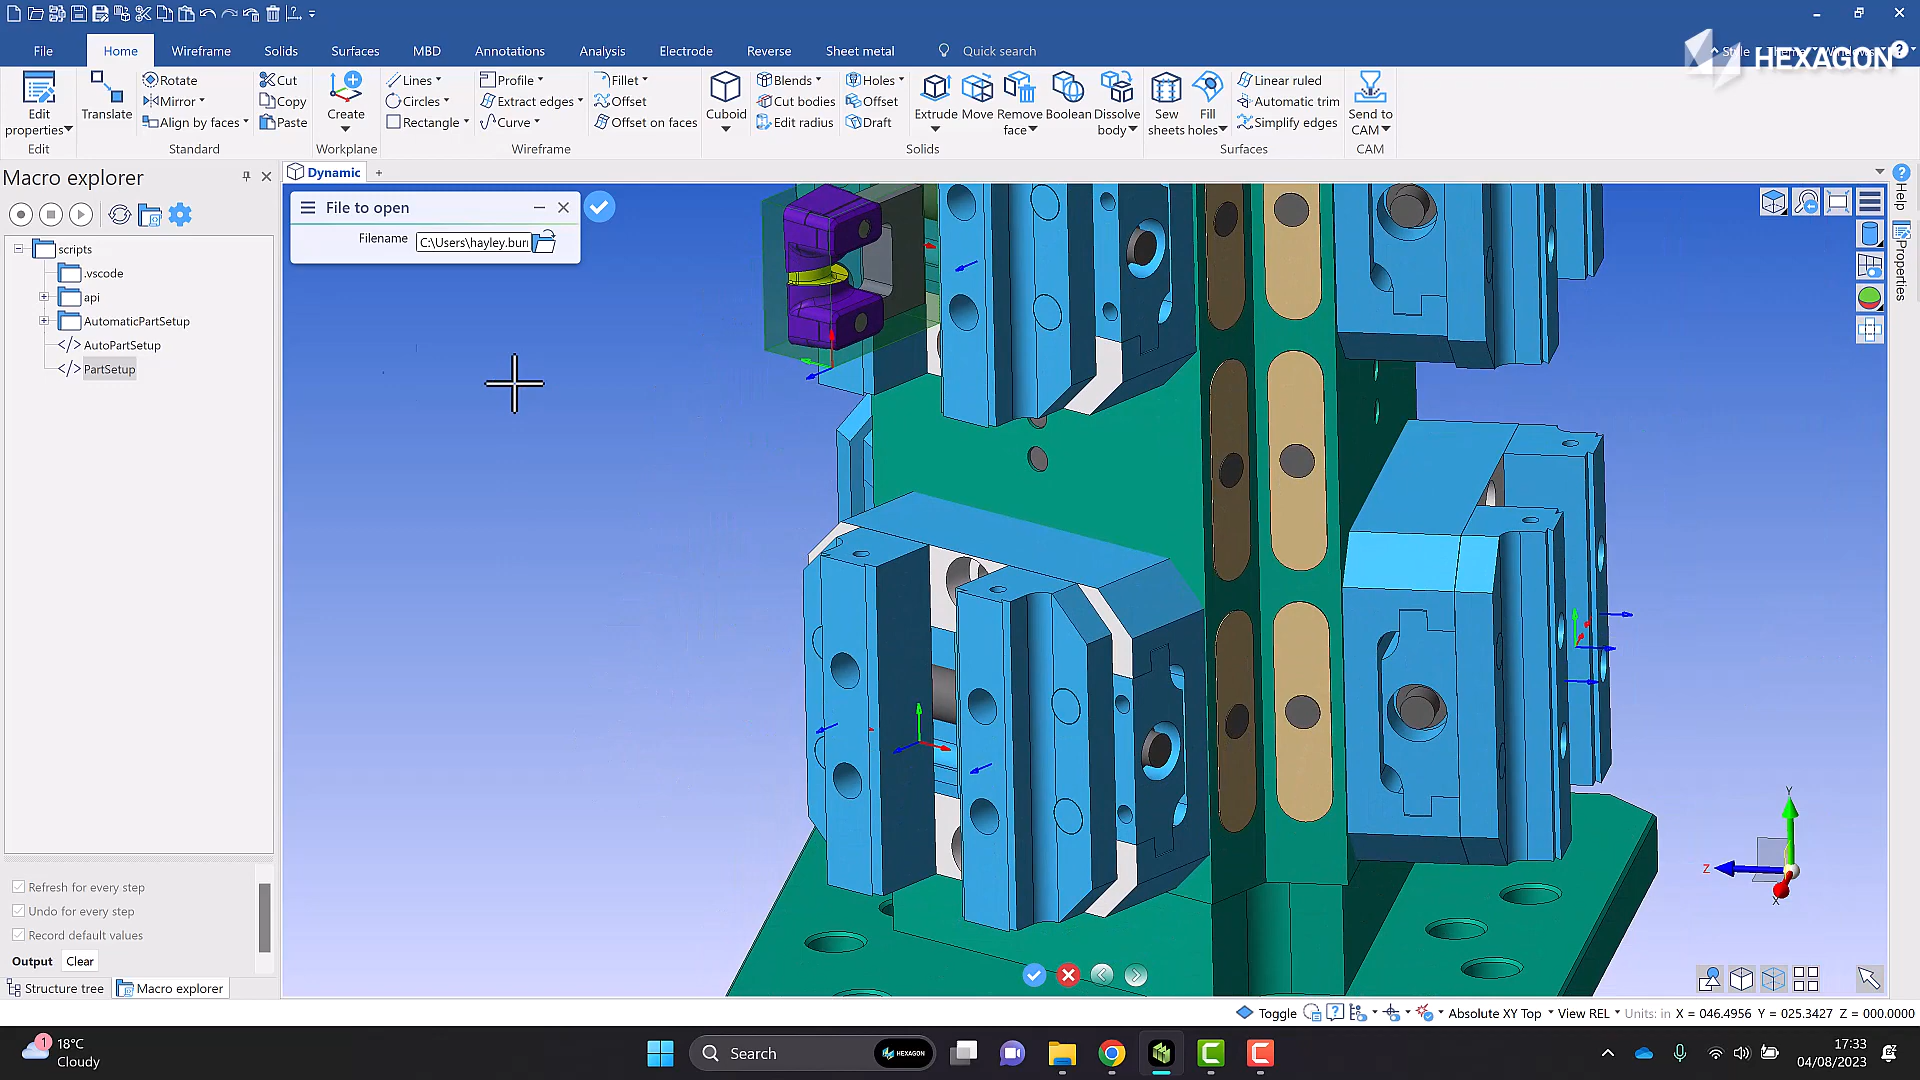 File
Home
Wireframe
Solids
Surfaces
MBD
Annotations
Analysis
Electrode
Reverse
Sheet metal
Quick search
HEXAGON
Edit
properties
Edit
Translate
Rotate
Mirror
Align by faces
Cut
Copy
Paste
Standard
Create
Workplane
Lines
Circles
Rectangle
Profile
Extract edges
Curve
Fillet
Offset
Offset on faces
Wireframe
Cuboid
Blends
Cut bodies
Edit radius
Holes
Offset
Draft
Extrude
Move
Remove
face
Boolean
Dissolve
body
Solids
Sew
sheets
Fill
holes
Linear ruled
Automatic trim
Simplify edges
Surfaces
Send to
CAM
CAM
Macro explorer
scripts
.vscode
api
AutomaticPartSetup
AutoPartSetup
PartSetup
Refresh for every step
Undo for every step
Record default values
Output
Clear
Structure tree
Macro explorer
Dynamic
+
File to open
Filename
C:\Users\hayley.burr
Help
Properties
Y
Z
X
Toggle
Absolute XY Top
View REL
Units: in
X = 046.4956
Y = 025.3427
Z = 000.0000
1
18°C
Cloudy
Search
HEXAGON
17:33
04/08/2023